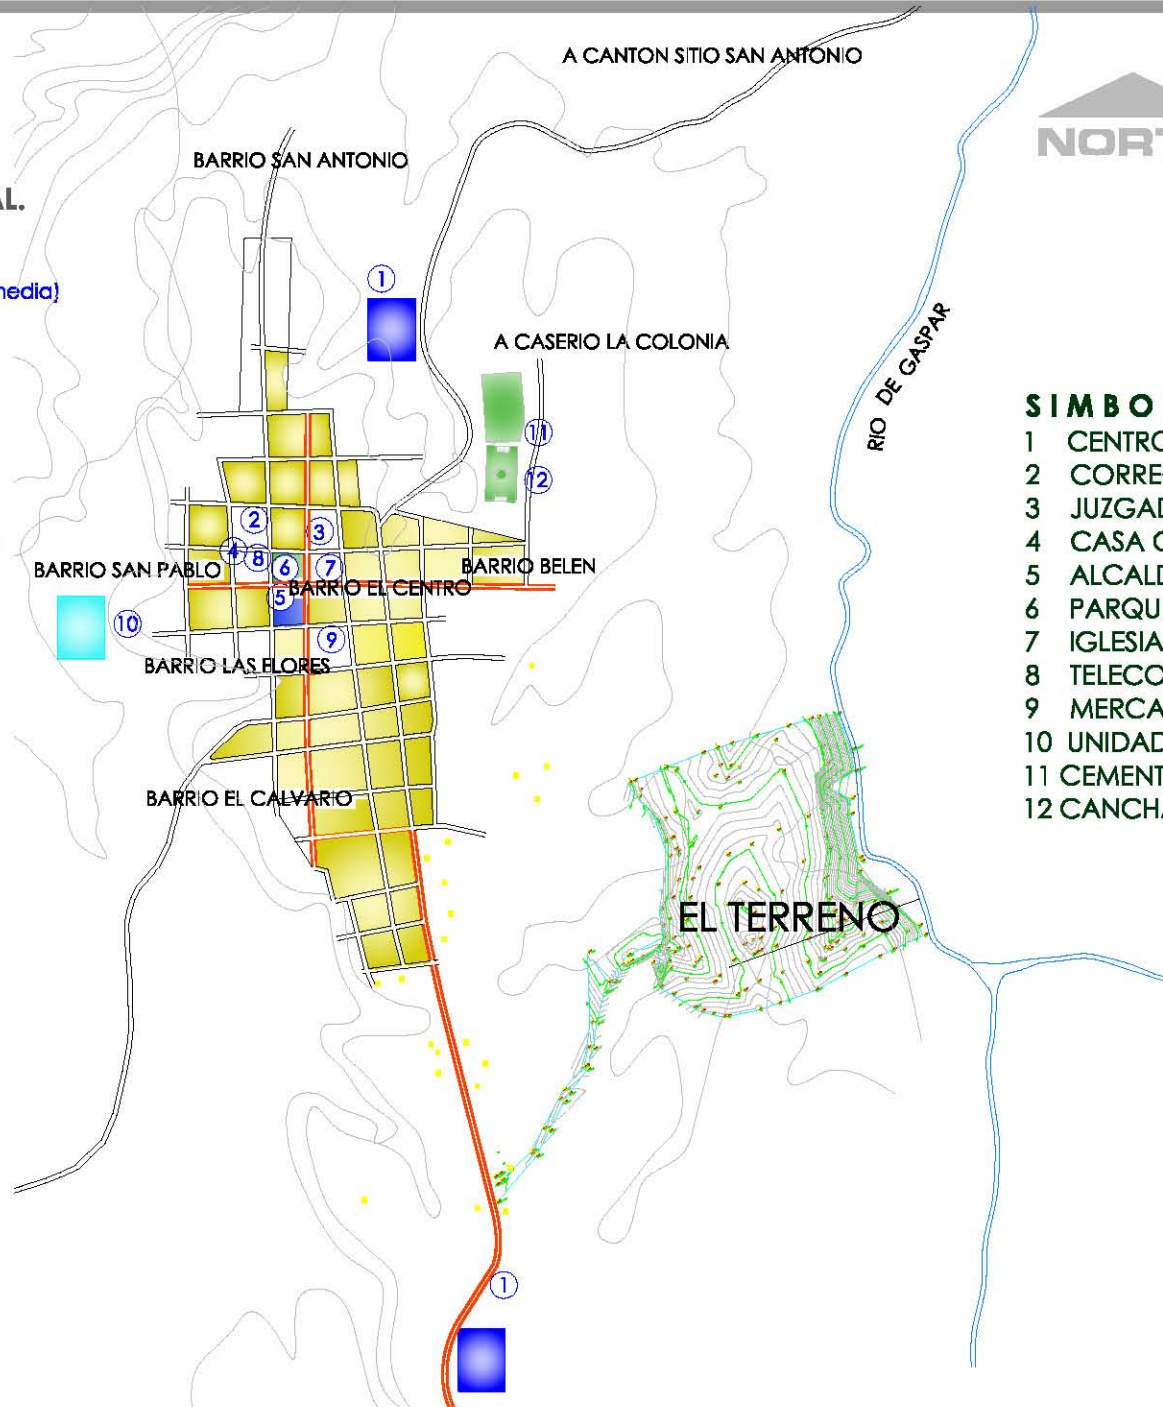 A CANTON SITIO SAN ANTONIO
NORT
BARRIO SAN ANTONIO
AL.
1
nedia)
RIO DE GASPAR
A CASERIO LA COLONIA
11
12
SIMBO
1 CENTRO
2 CORRE
3 JUZGAD
4 CASA C
5 ALCALD
6 PARQU
7 IGLESIA
8 TELECO
9 MERCA
10 UNIDAD
11 CEMENT
12 CANCHA
2
3
4
8
6
7
BARRIO SAN PABLO
BARRIO BELEN
BARRIO EL CENTRO
5
10
9
BARRIO LAS FLORES
BARRIO EL CALVARIO
EL TERRENO
1